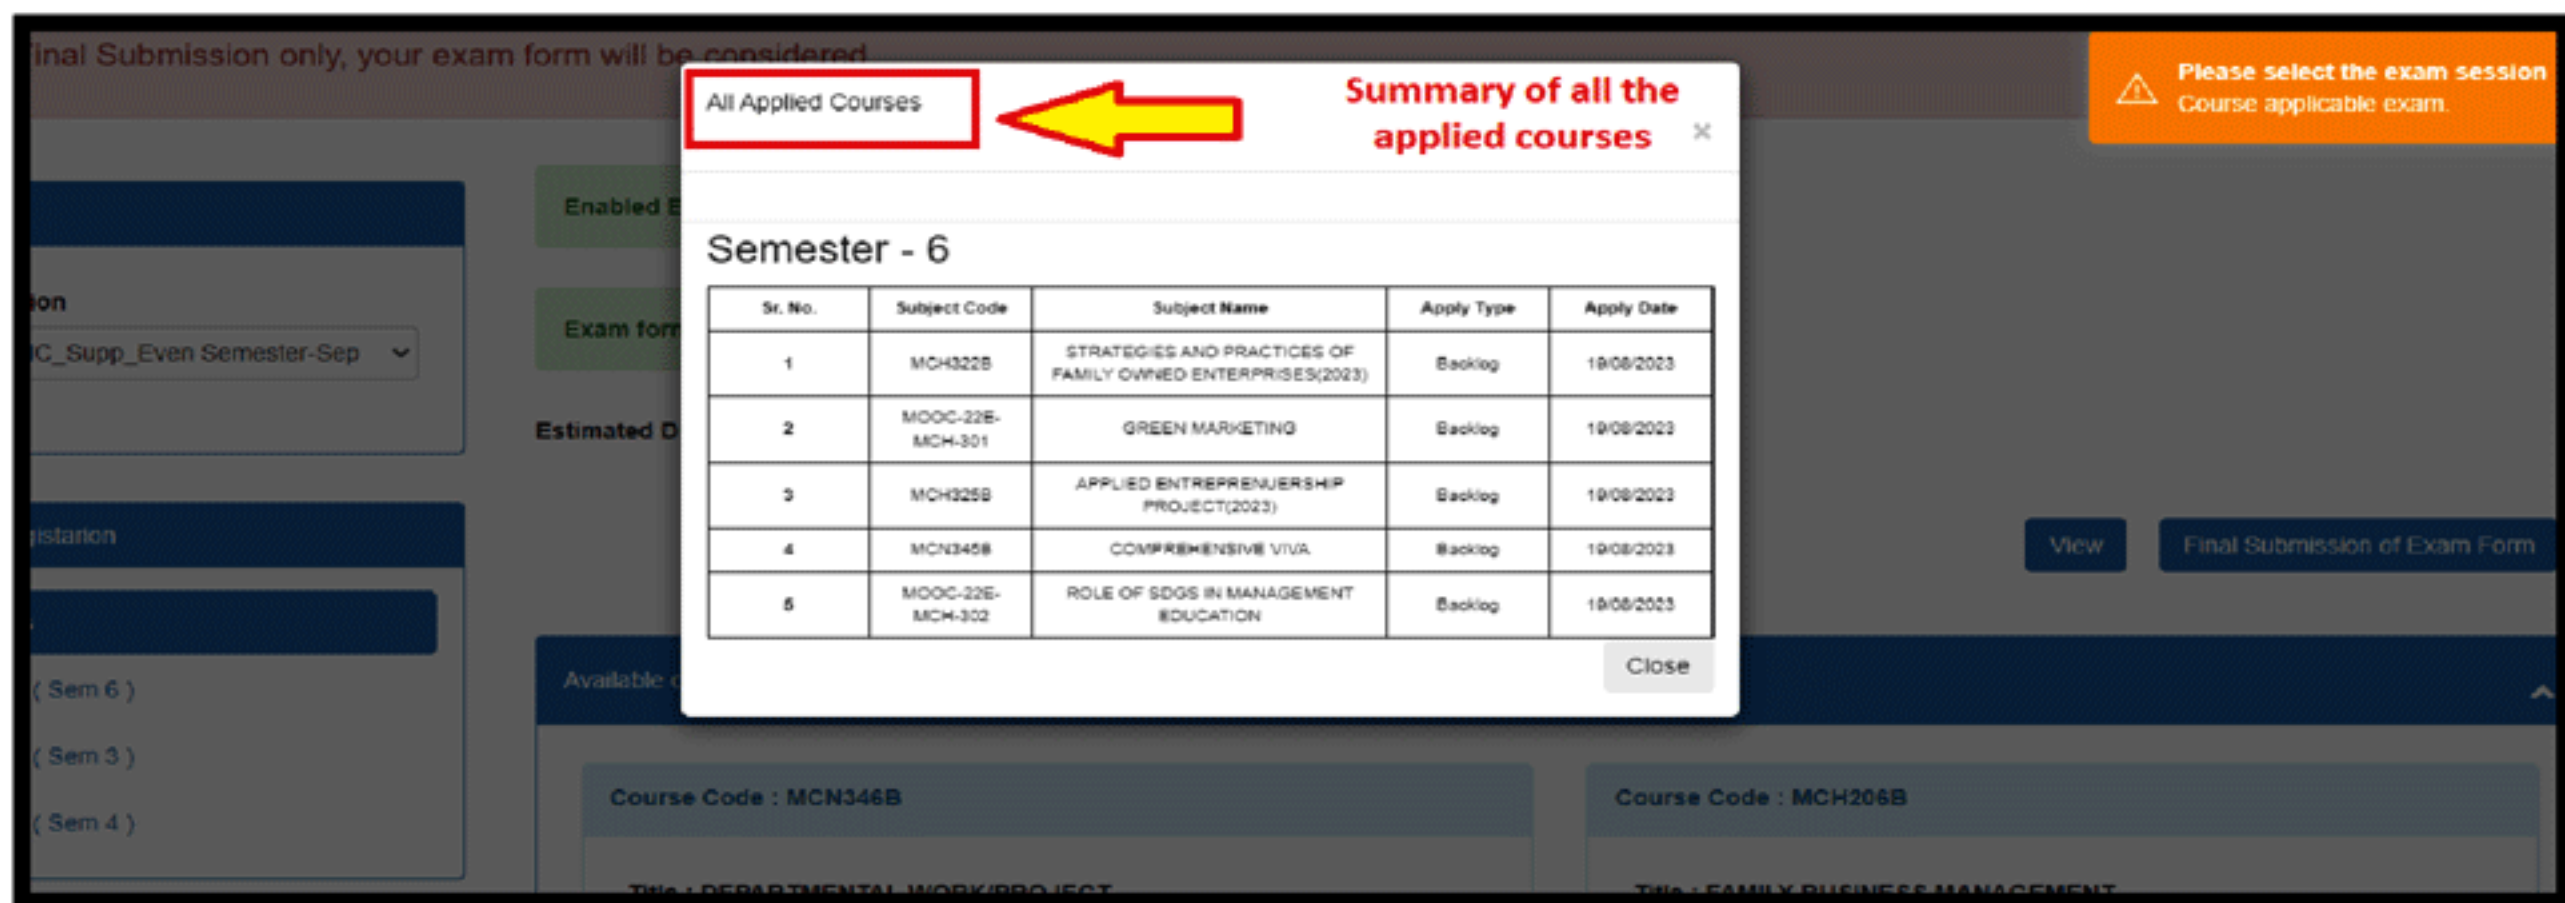 inal Submission only, your exam form will be considered
Please select the exam session
Course applicable exam.
All Applied Courses
Summary of all the
applied courses
×
Enabled E
ion
C_Supp_Even Semester-Sep
Exam form
Estimated D
Semester - 6
Sr. No. Subject Code Subject Name Apply Type Apply Date
1 MCH322B STRATEGIES AND PRACTICES OF FAMILY OWNED ENTERPRISES(2023) Backlog 19/08/2023
2 MOOC-22E-MCH-301 GREEN MARKETING Backlog 19/08/2023
3 MCH325B APPLIED ENTREPRENUERSHIP PROJECT(2023) Backlog 19/08/2023
4 MCN345B COMPREHENSIVE VIVA Backlog 19/08/2023
5 MOOC-22E-MCH-302 ROLE OF SDGS IN MANAGEMENT EDUCATION Backlog 19/08/2023
Close
gistarion
View
Final Submission of Exam Form
( Sem 6 )
( Sem 3 )
( Sem 4 )
Available
Course Code : MCN346B
Title : DEPARTMENTAL WORK/PROJECT
Course Code : MCH206B
Title : FAMILY BUSINESS MANAGEMENT